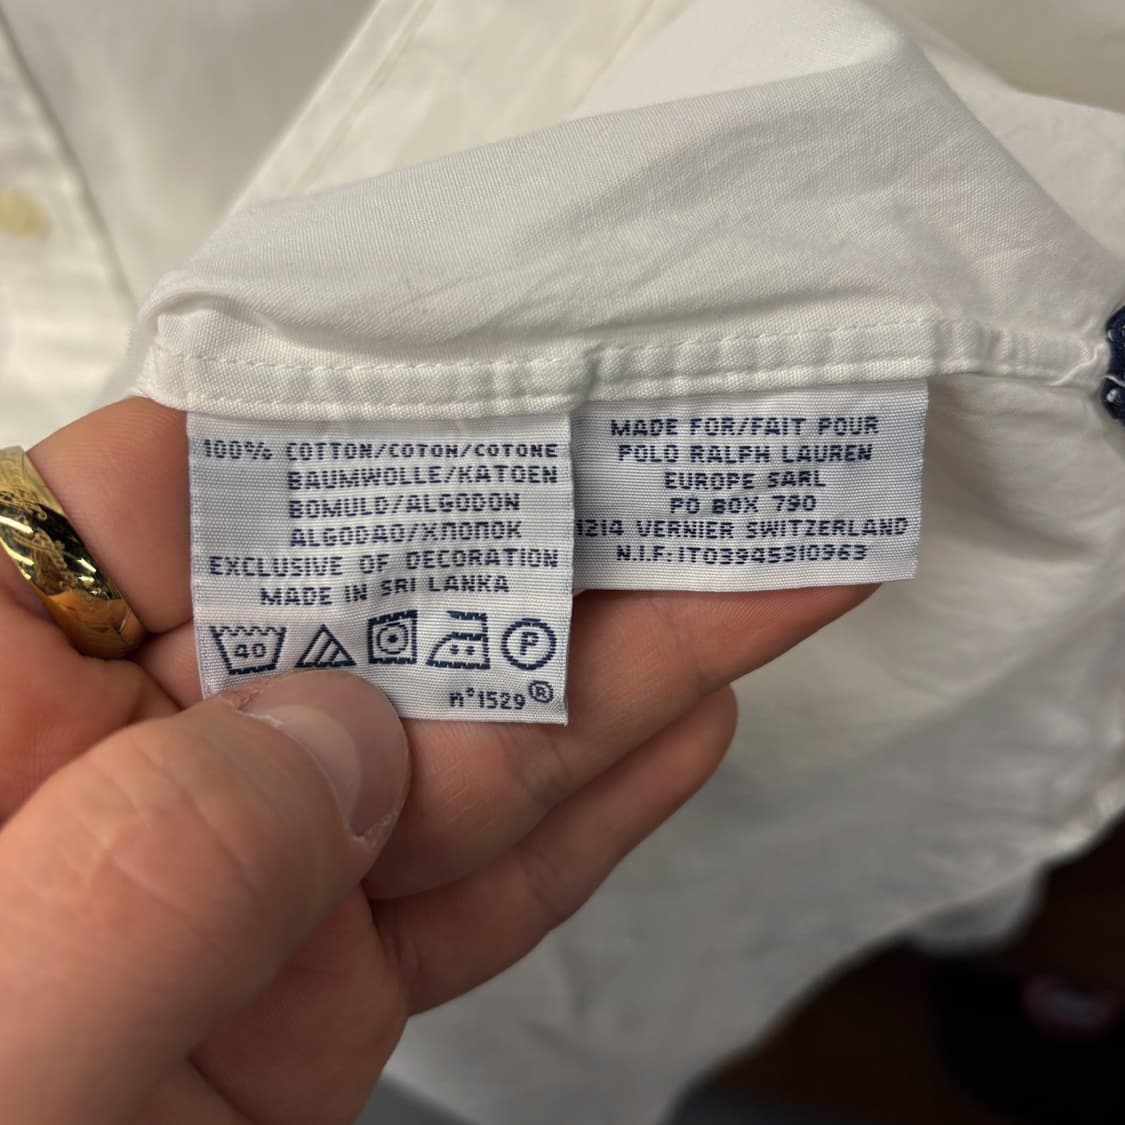 100% COTTON/COTON/COTONE
BAUMWOLLE/KATOEN
BOMULD/ALGODON
ALGODAO/ХЛОПОК
EXCLUSIVE OF DECORATION
MADE IN SRI LANKA
40
P
n°1529®
MADE FOR/FAIT POUR
POLO RALPH LAUREN
EUROPE SARL
PO BOX 790
1214 VERNIER SWITZERLAND
N.I.F:IT03945310963